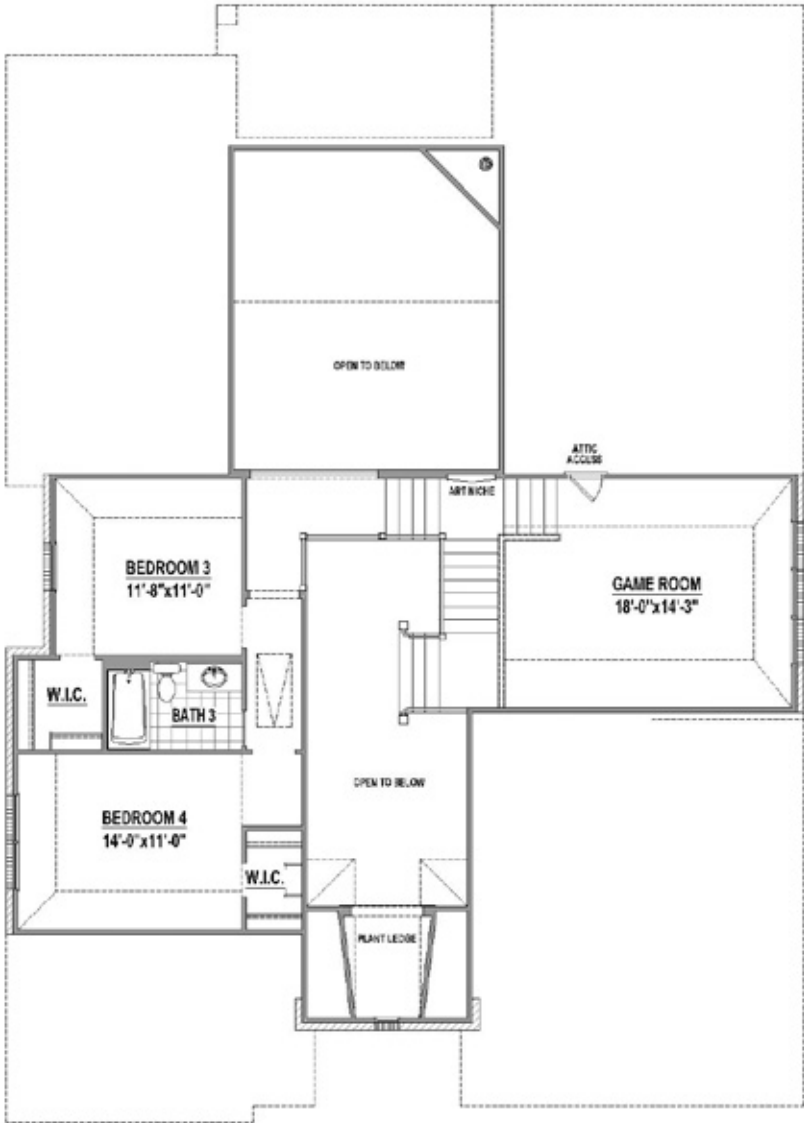 OPEN TO BELOW
ATTIC
ACCESS
ART NICHE
BEDROOM 3
11'-8"x11'-0"
GAME ROOM
18'-0"x14'-3"
W.I.C.
BATH 3
OPEN TO BELOW
BEDROOM 4
14'-0"x11'-0"
W.I.C.
PLANT LEDGE